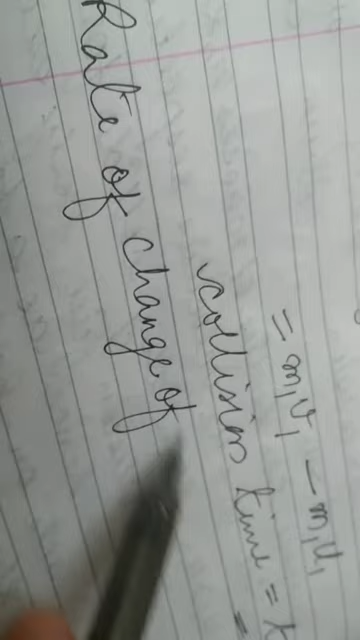 = m₁v₁ - m₁u₁
collision time = t
=
Rate of change of